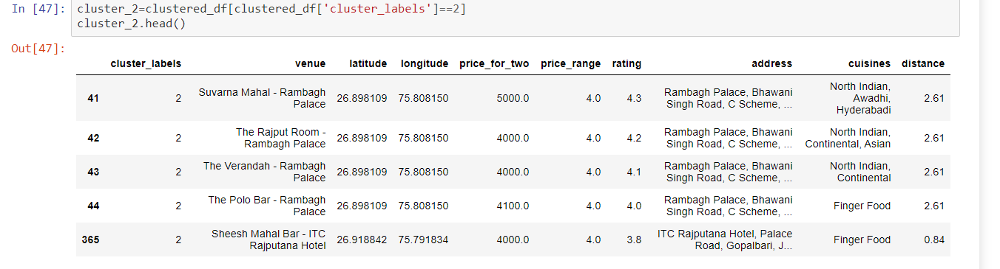 In [47]: cluster_2=clustered_df[clustered_df['cluster_labels']==2]
cluster_2.head()
Out[47]:
cluster_labels venue latitude longitude price_for_two price_range rating address cuisines distance
41 2 Suvarna Mahal - Rambagh Palace 26.898109 75.808150 5000.0 4.0 4.3 Rambagh Palace, Bhawani Singh Road, C Scheme, ... North Indian, Awadhi, Hyderabadi 2.61
42 2 The Rajput Room - Rambagh Palace 26.898109 75.808150 4000.0 4.0 4.2 Rambagh Palace, Bhawani Singh Road, C Scheme, ... North Indian, Continental, Asian 2.61
43 2 The Verandah - Rambagh Palace 26.898109 75.808150 4000.0 4.0 4.1 Rambagh Palace, Bhawani Singh Road, C Scheme, ... North Indian, Continental 2.61
44 2 The Polo Bar - Rambagh Palace 26.898109 75.808150 4100.0 4.0 4.0 Rambagh Palace, Bhawani Singh Road, C Scheme, ... Finger Food 2.61
365 2 Sheesh Mahal Bar - ITC Rajputana Hotel 26.918842 75.791834 4000.0 4.0 3.8 ITC Rajputana Hotel, Palace Road, Gopalbari, J... Finger Food 0.84